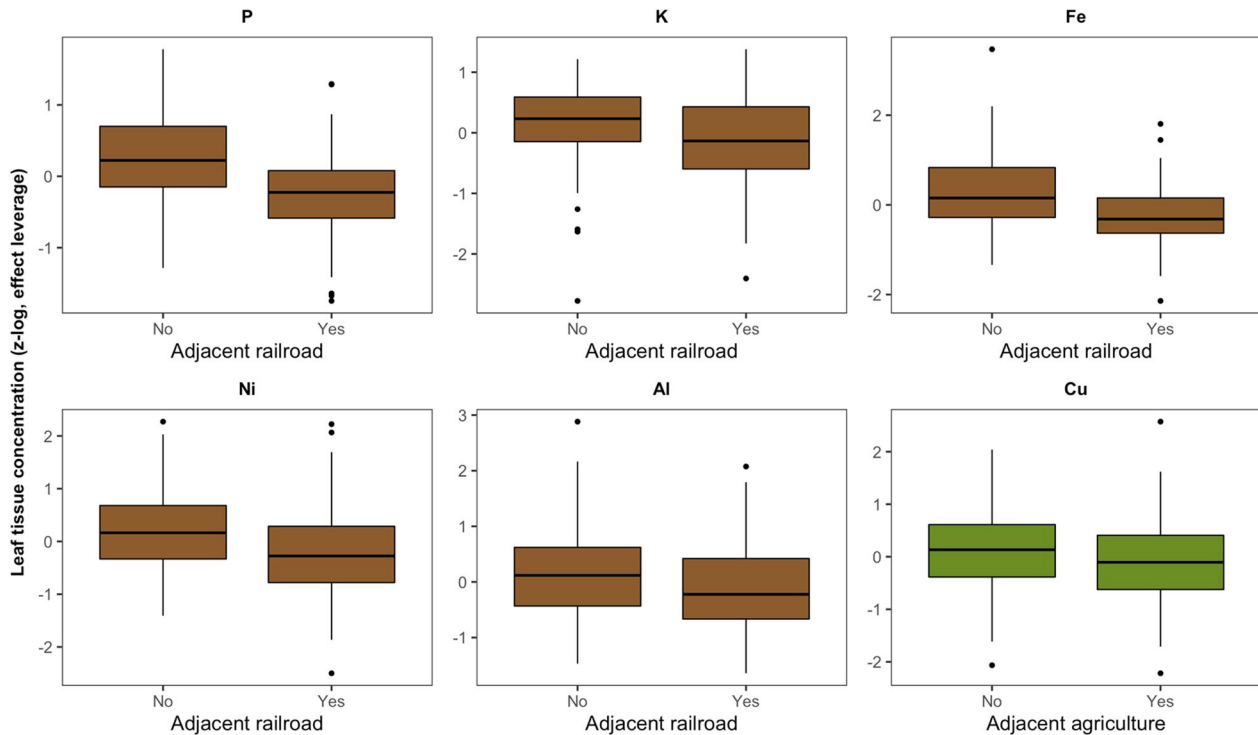 Leaf tissue concentration (z-log, effect leverage)
P
1
0
-1
No
Yes
Adjacent railroad
K
1
0
-1
-2
No
Yes
Adjacent railroad
Fe
2
0
-2
No
Yes
Adjacent railroad
Ni
2
1
0
-1
-2
No
Yes
Adjacent railroad
Al
3
2
1
0
-1
No
Yes
Adjacent railroad
Cu
2
1
0
-1
-2
No
Yes
Adjacent agriculture